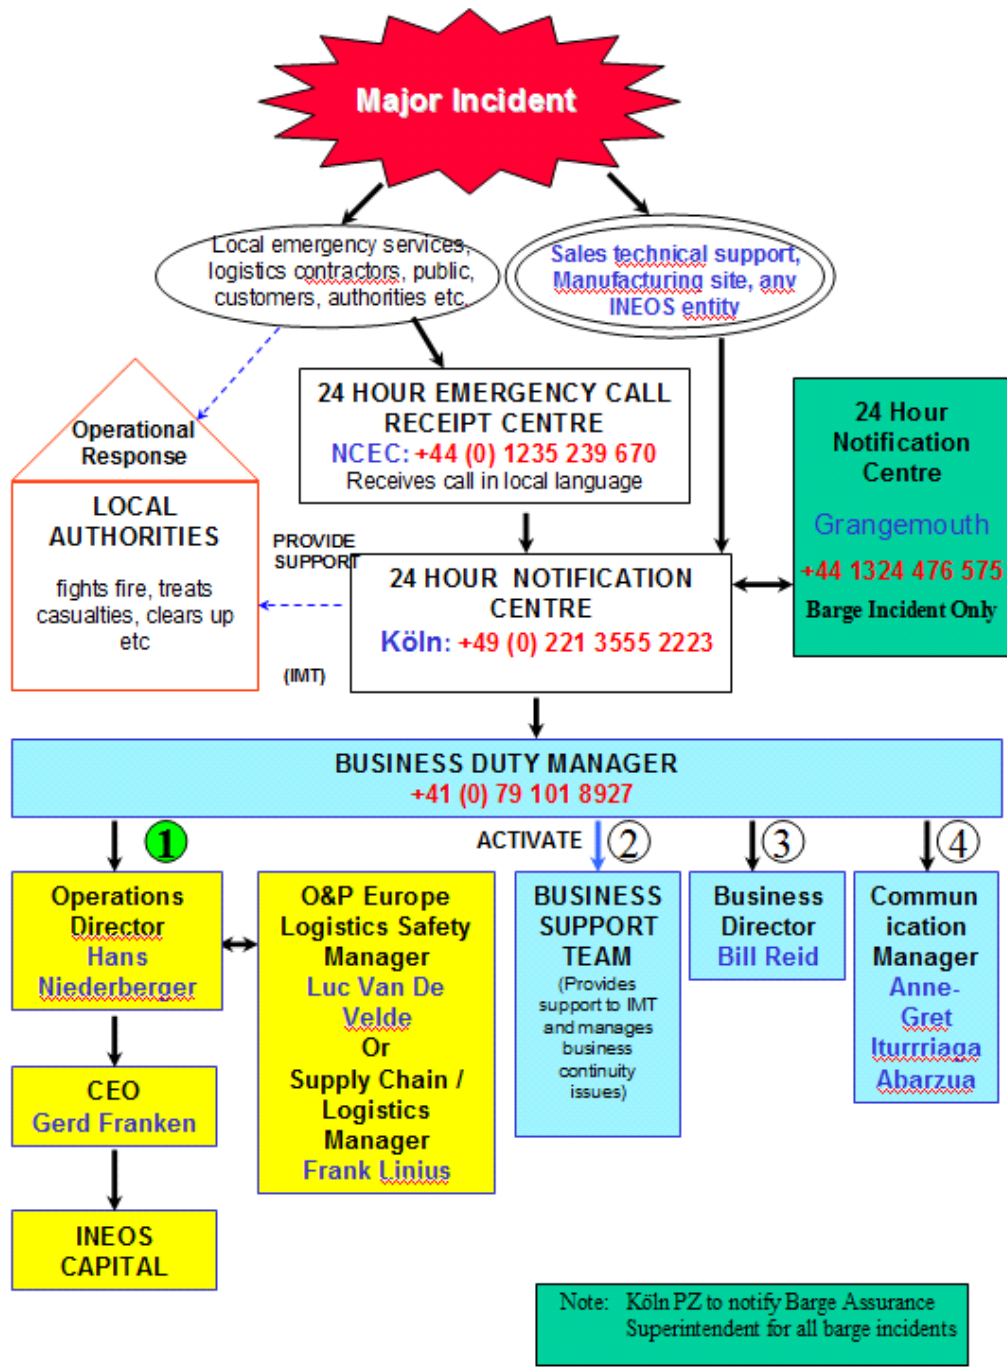 Major Incident
Local emergency services,
logistics contractors, public,
customers, authorities etc.
Sales technical support,
Manufacturing site, any
INEOS entity
24 HOUR EMERGENCY CALL
RECEIPT CENTRE
NCEC: +44 (0) 1235 239 670
Receives call in local language
24 Hour
Notification
Centre
Grangemouth
+44 1324 476 575
Barge Incident Only
Operational
Response
LOCAL
AUTHORITIES
fights fire, treats
casualties, clears up
etc
PROVIDE
SUPPORT
(IMT)
24 HOUR NOTIFICATION
CENTRE
Köln: +49 (0) 221 3555 2223
BUSINESS DUTY MANAGER
+41 (0) 79 101 8927
1
ACTIVATE
2
3
4
Operations
Director
Hans
Niederberger
O&P Europe
Logistics Safety
Manager
Luc Van De
Velde
Or
Supply Chain /
Logistics
Manager
Frank Linius
BUSINESS
SUPPORT
TEAM
(Provides
support to IMT
and manages
business
continuity
issues)
Business
Director
Bill Reid
Commun
ication
Manager
Anne-
Gret
Iturrriaga
Abarzua
CEO
Gerd Franken
INEOS
CAPITAL
Note: Köln PZ to notify Barge Assurance
Superintendent for all barge incidents